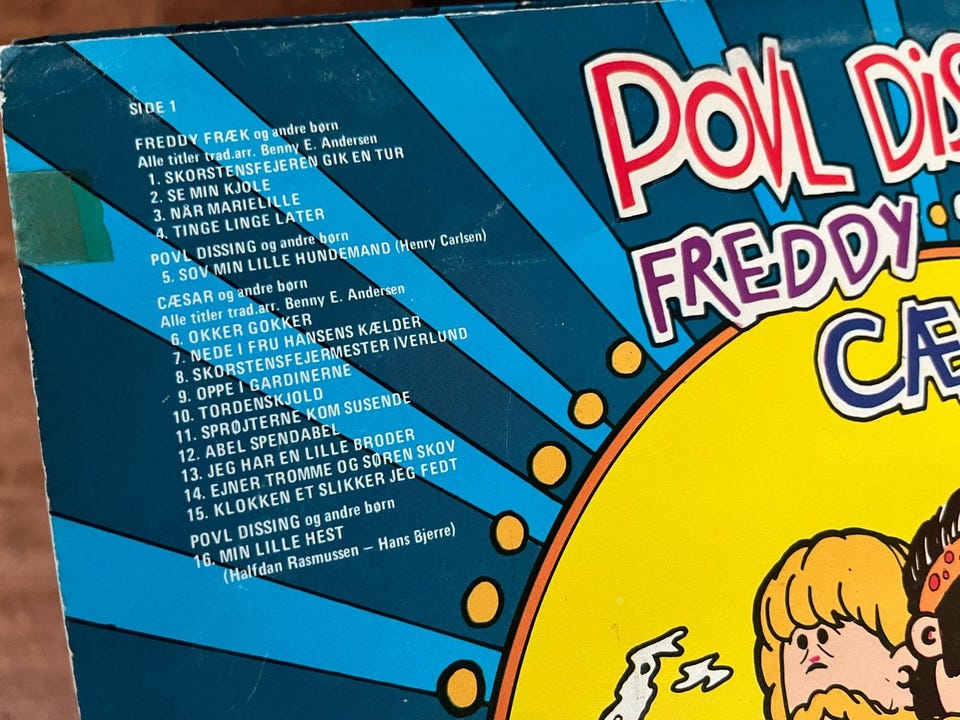 SIDE 1
FREDDY FRÆK og andre børn
Alle titler trad.arr. Benny E. Andersen
1. SKORSTENSFEJEREN GIK EN TUR
2. SE MIN KJOLE
3. NÅR MARIELILLE
4. TINGE LINGE LATER
POVL DISSING og andre børn
5. SOV MIN LILLE HUNDEMAND (Henry Carlsen)
CÆSAR og andre børn
Alle titler trad.arr. Benny E. Andersen
6. OKKER GOKKER
7. NEDE I FRU HANSENS KÆLDER
8. SKORSTENSFEJERMESTER IVERLUND
9. OPPE I GARDINERNE
10. TORDENSKJOLD
11. SPRØJTERNE KOM SUSENDE
12. ABEL SPENDABEL
13. JEG HAR EN LILLE BRODER
14. EJNER TROMME OG SØREN SKOV
15. KLOKKEN ET SLIKKER JEG FEDT
POVL DISSING og andre børn
16. MIN LILLE HEST
(Halfdan Rasmussen – Hans Bjerre)
POVL DiS
FREDDY
CÆ